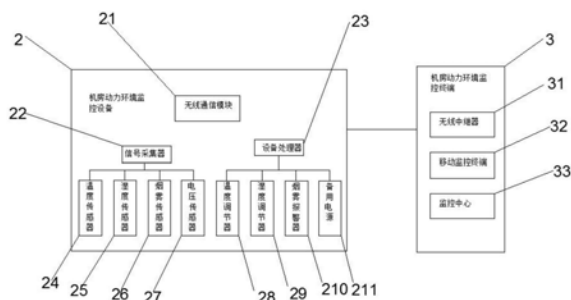 21
23
2
3
机房动力环境监
控设备
无线通信模块
机房动力环境监
控终端
31
无线中继器
22
信号采集器
设备处理器
32
移动监控终端
33
监控中心
温度传感器
湿度传感器
烟雾传感器
电压传感器
温度调节器
湿度调节器
烟雾报警器
备用电源
24
25
26
27
28
29
210
211